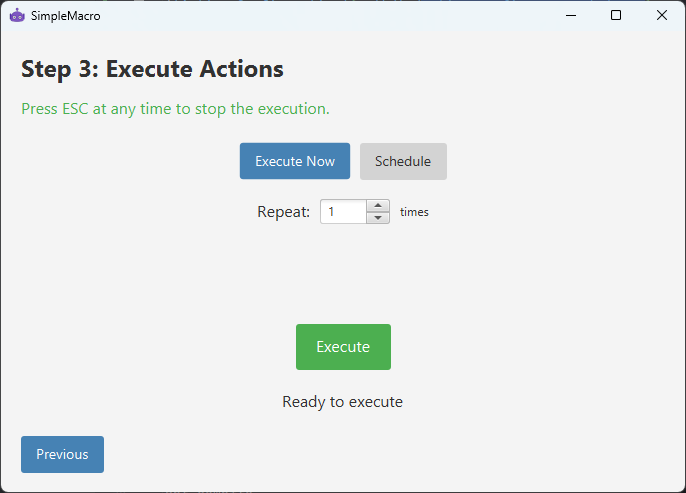 SimpleMacro
Step 3: Execute Actions
Press ESC at any time to stop the execution.
Execute Now Schedule
Repeat: 1 times
Execute
Ready to execute
Previous